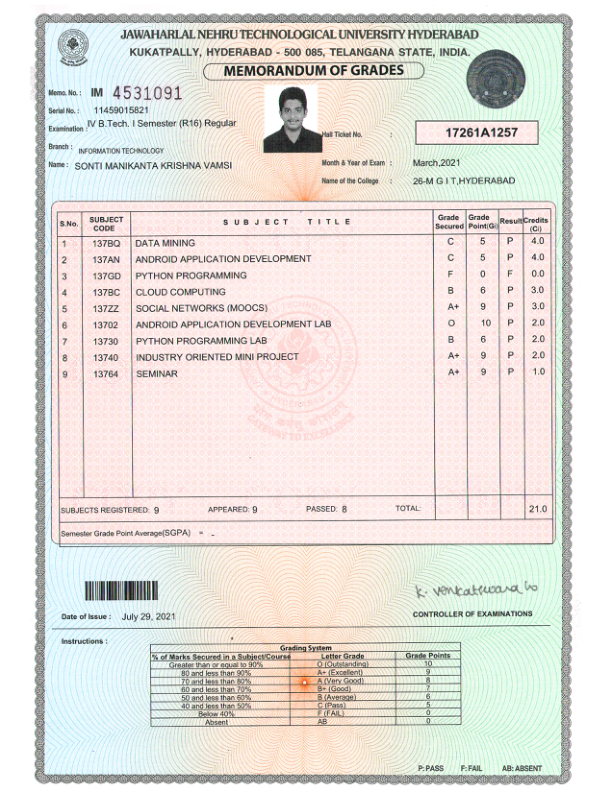 JAWAHARLAL NEHRU TECHNOLOGICAL UNIVERSITY HYDERABAD
KUKATPALLY, HYDERABAD - 500 085, TELANGANA STATE, INDIA.
MEMORANDUM OF GRADES
Memo. No. : IM 4531091
Serial No. : 11459015821
Examination : IV B.Tech. I Semester (R16) Regular
Hall Ticket No. : 17261A1257
Branch : INFORMATION TECHNOLOGY
Name : SONTI MANIKANTA KRISHNA VAMSI
Month & Year of Exam : March,2021
Name of the College : 26-M G I T,HYDERABAD
S.No. SUBJECT CODE SUBJECT TITLE Grade Secured Grade Point(Gi) Result Credits (Ci)
1 137BQ DATA MINING C 5 P 4.0
2 137AN ANDROID APPLICATION DEVELOPMENT C 5 P 4.0
3 137GD PYTHON PROGRAMMING F 0 F 0.0
4 137BC CLOUD COMPUTING B 6 P 3.0
5 137ZZ SOCIAL NETWORKS (MOOCS) A+ 9 P 3.0
6 13702 ANDROID APPLICATION DEVELOPMENT LAB O 10 P 2.0
7 13730 PYTHON PROGRAMMING LAB B 6 P 2.0
8 13740 INDUSTRY ORIENTED MINI PROJECT A+ 9 P 2.0
9 13764 SEMINAR A+ 9 P 1.0
SUBJECTS REGISTERED: 9 APPEARED: 9 PASSED: 8 TOTAL: 21.0
Semester Grade Point Average(SGPA) = -
Date of Issue : July 29, 2021
CONTROLLER OF EXAMINATIONS
Instructions :
Grading System
% of Marks Secured in a Subject/Course Letter Grade Grade Points
Greater than or equal to 90% O (Outstanding) 10
80 and less than 90% A+ (Excellent) 9
70 and less than 80% A (Very Good) 8
60 and less than 70% B+ (Good) 7
50 and less than 60% B (Average) 6
40 and less than 50% C (Pass) 5
Below 40% F (FAIL) 0
Absent AB 0
P: PASS F: FAIL AB: ABSENT